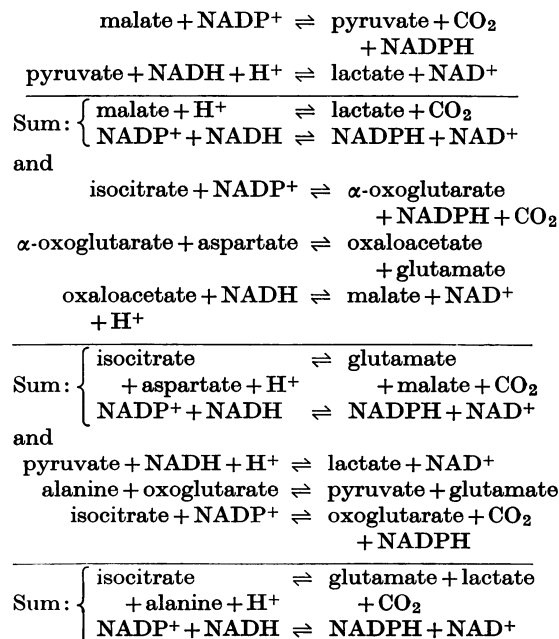 malate + NADP⁺ ⇌ pyruvate + CO₂
+ NADPH
pyruvate + NADH + H⁺ ⇌ lactate + NAD⁺
Sum: { malate + H⁺ ⇌ lactate + CO₂
NADP⁺ + NADH ⇌ NADPH + NAD⁺
and
isocitrate + NADP⁺ ⇌ α-oxoglutarate
+ NADPH + CO₂
α-oxoglutarate + aspartate ⇌ oxaloacetate
+ glutamate
oxaloacetate + NADH ⇌ malate + NAD⁺
+ H⁺
Sum: { isocitrate ⇌ glutamate
+ aspartate + H⁺ + malate + CO₂
NADP⁺ + NADH ⇌ NADPH + NAD⁺
and
pyruvate + NADH + H⁺ ⇌ lactate + NAD⁺
alanine + oxoglutarate ⇌ pyruvate + glutamate
isocitrate + NADP⁺ ⇌ oxoglutarate + CO₂
+ NADPH
Sum: { isocitrate ⇌ glutamate + lactate
+ alanine + H⁺ + CO₂
NADP⁺ + NADH ⇌ NADPH + NAD⁺